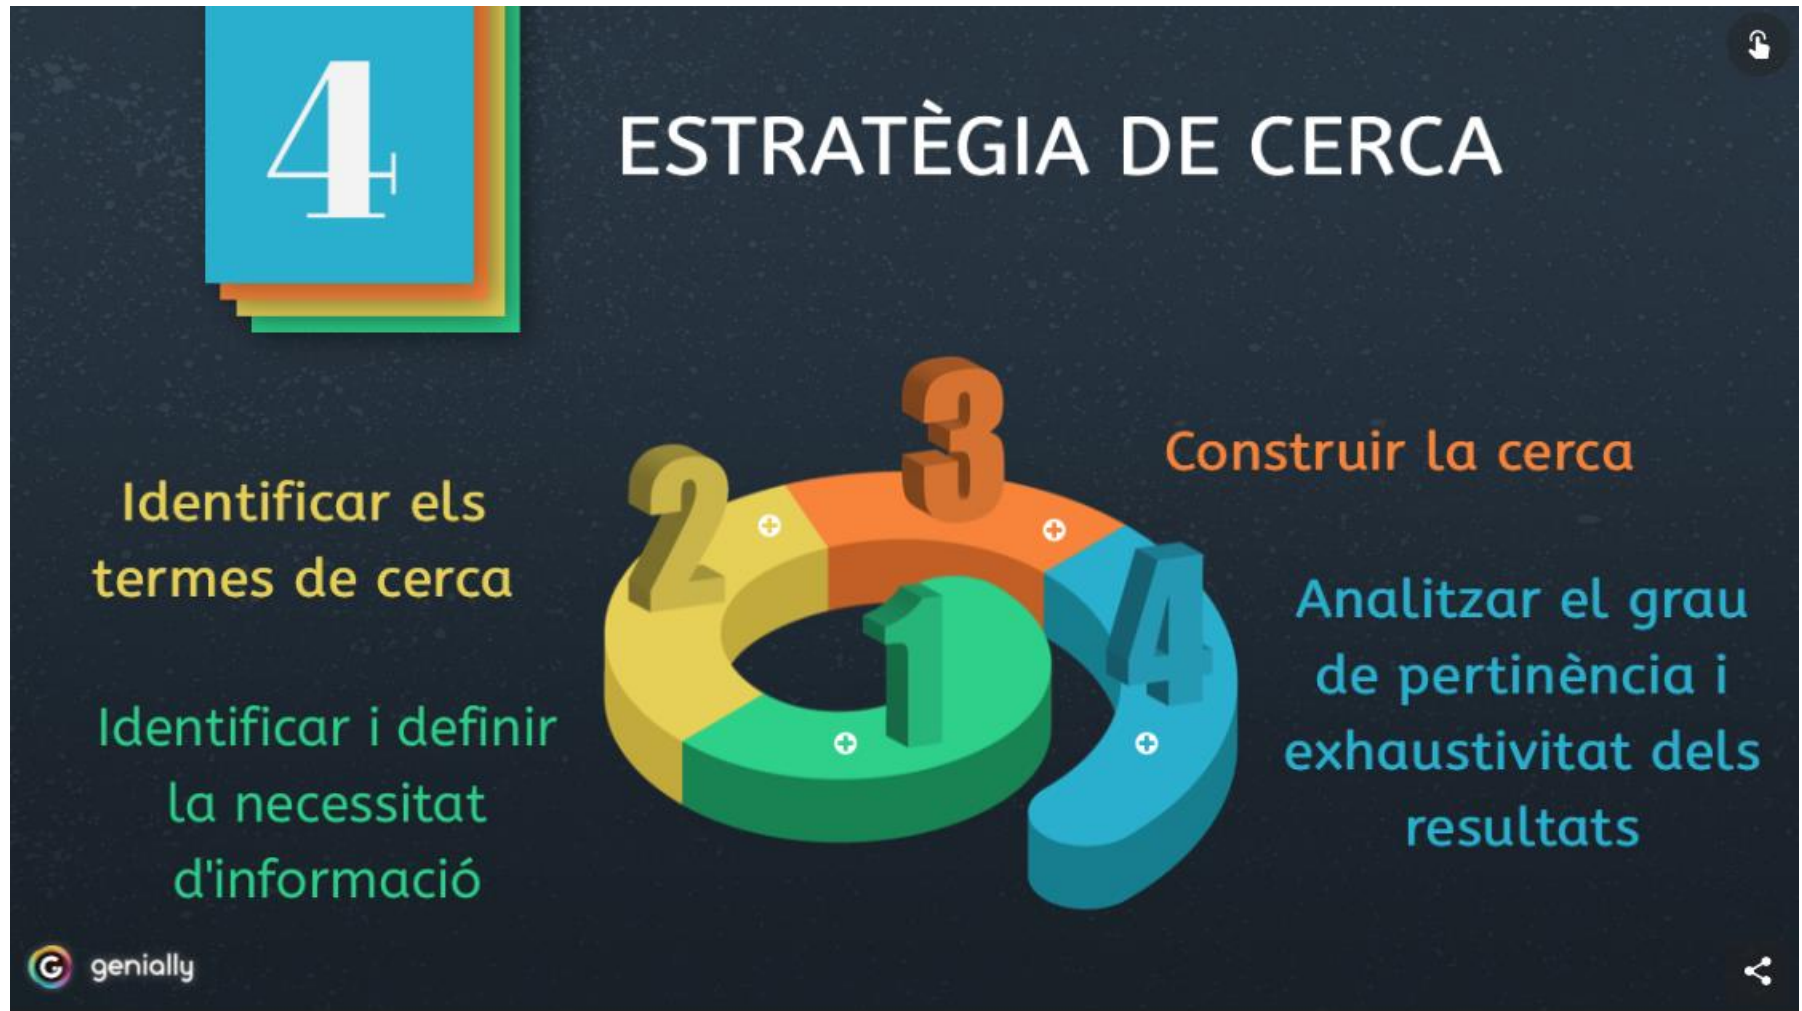 4
ESTRATÈGIA DE CERCA
3
Construir la cerca
2
Identificar els
termes de cerca
1
4
Analitzar el grau
de pertinència i
exhaustivitat dels
resultats
Identificar i definir
la necessitat
d'informació
G genially